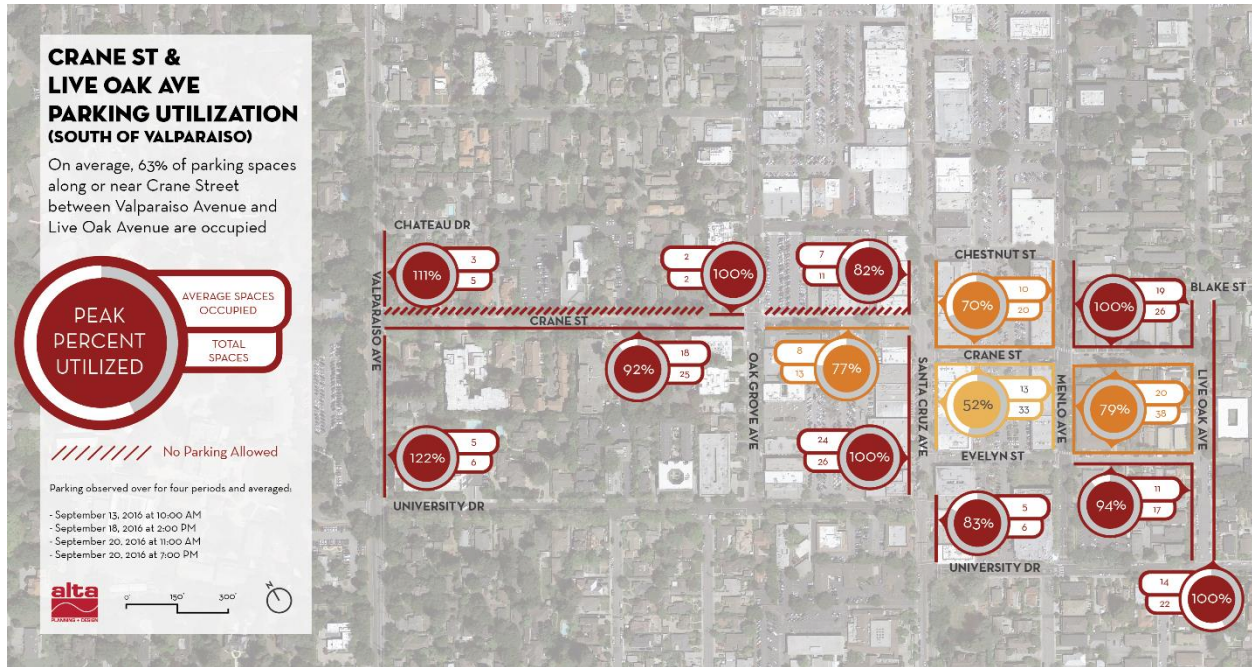 CRANE ST &
LIVE OAK AVE
PARKING UTILIZATION
(SOUTH OF VALPARAISO)
On average, 63% of parking spaces
along or near Crane Street
between Valparaiso Avenue and
Live Oak Avenue are occupied
PEAK
PERCENT
UTILIZED
AVERAGE SPACES
OCCUPIED
TOTAL
SPACES
No Parking Allowed
Parking observed over for four periods and averaged:
- September 13, 2016 at 10:00 AM
- September 18, 2016 at 2:00 PM
- September 20, 2016 at 11:00 AM
- September 20, 2016 at 7:00 PM
alta
PLANNING + DESIGN
0'
150'
300'
N
CHATEAU DR
VALPARAISO AVE
111%
3
5
2
2
100%
7
11
82%
CHESTNUT ST
70%
10
20
100%
19
26
BLAKE ST
CRANE ST
92%
18
25
OAK GROVE AVE
8
13
77%
SANTA CRUZ AVE
CRANE ST
52%
13
33
MENLO AVE
79%
20
38
LIVE OAK AVE
122%
5
6
UNIVERSITY DR
24
26
100%
EVELYN ST
83%
5
6
UNIVERSITY DR
94%
11
17
14
22
100%